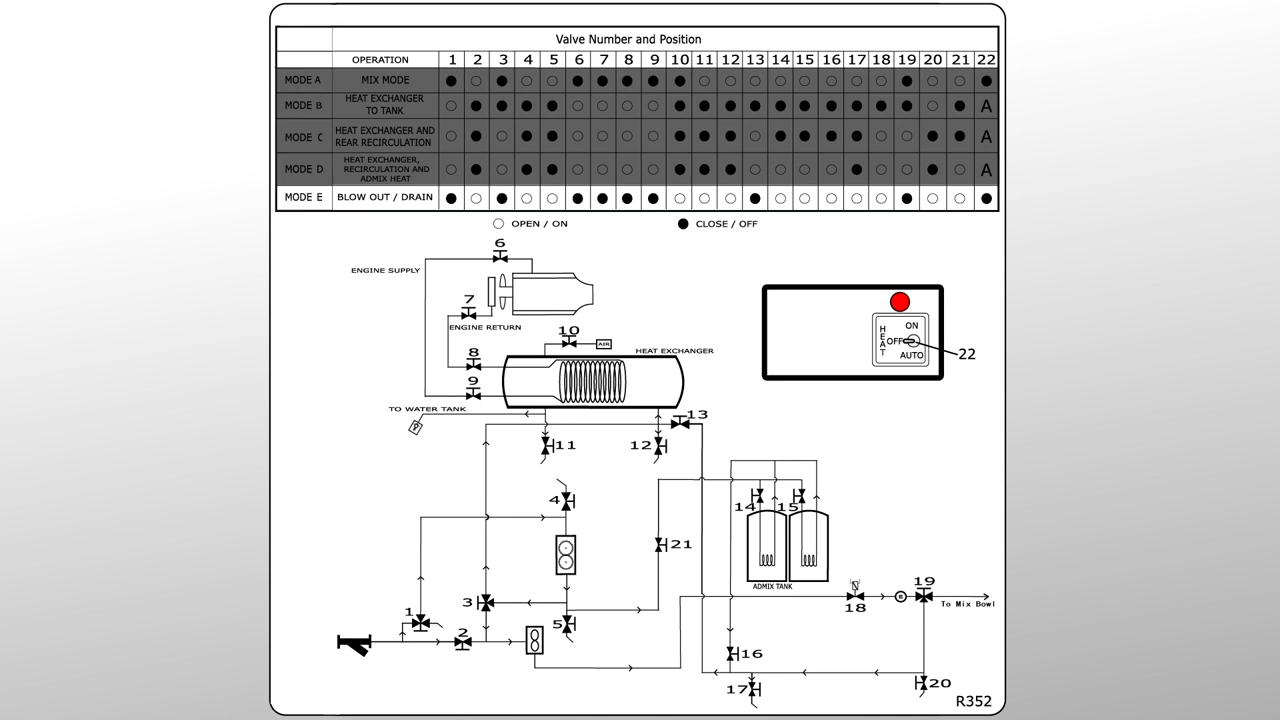 Valve Number and Position
OPERATION 1 2 3 4 5 6 7 8 9 10 11 12 13 14 15 16 17 18 19 20 21 22
MODE A MIX MODE
MODE B HEAT EXCHANGER
TO TANK A
MODE C HEAT EXCHANGER AND
REAR RECIRCULATION A
MODE D HEAT EXCHANGER,
RECIRCULATION AND
ADMIX HEAT A
MODE E BLOW OUT / DRAIN
OPEN / ON CLOSE / OFF
6
ENGINE SUPPLY
7
ENGINE RETURN
10
AIR
HEAT EXCHANGER
8
9
TO WATER TANK
11
12
13
HEAT
ON
OFF
AUTO
22
4
14
15
21
ADMIX TANK
18
19
To Mix Bowl
3
1
2
5
16
17
20
R352